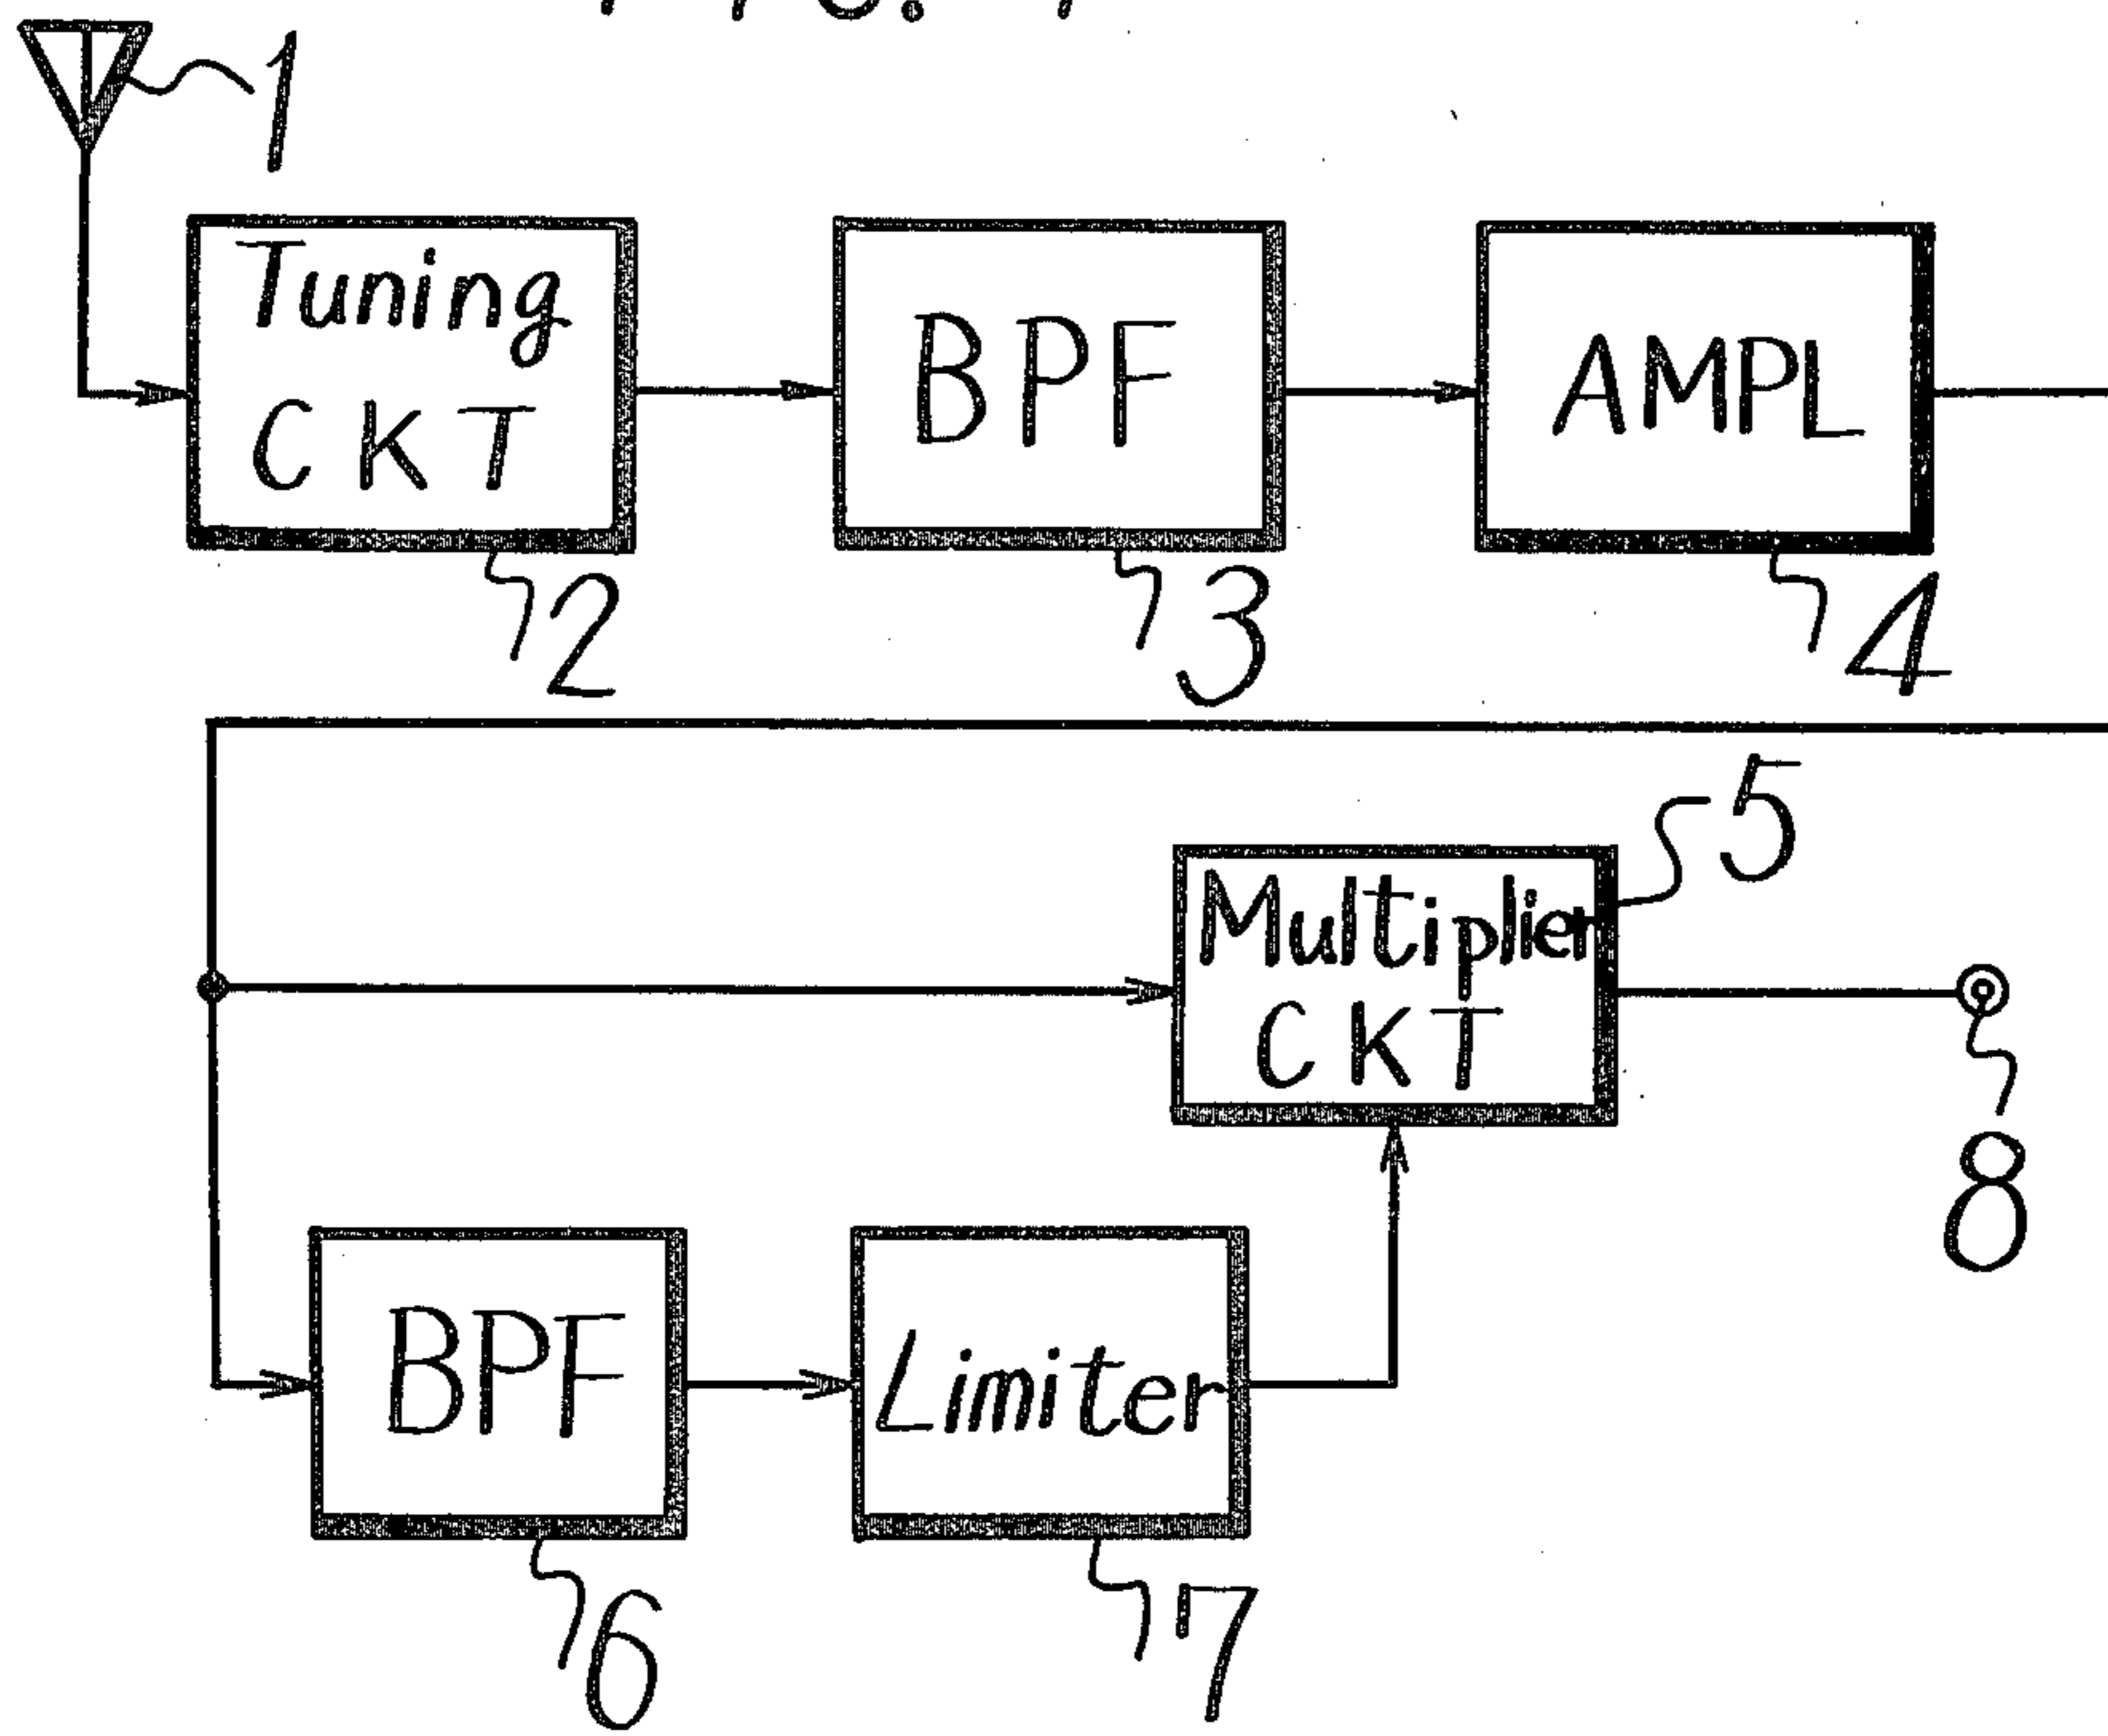 1
Tuning
CKT
BPF
AMPL
2
3
4
5
Multiplier
CKT
8
BPF
Limiter
6
7